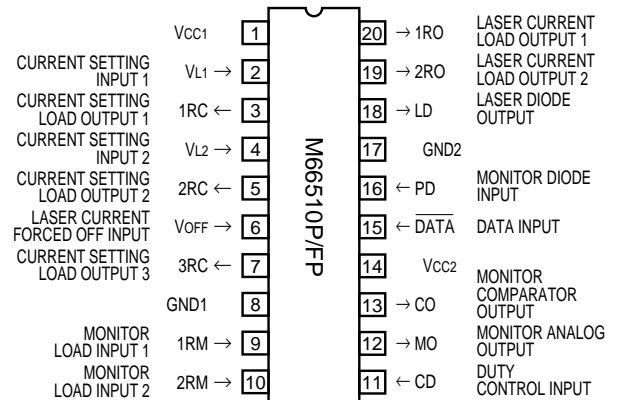 VCC1 1
CURRENT SETTING
INPUT 1 VL1 → 2
CURRENT SETTING
LOAD OUTPUT 1 1RC ← 3
CURRENT SETTING
INPUT 2 VL2 → 4
CURRENT SETTING
LOAD OUTPUT 2 2RC ← 5
LASER CURRENT
FORCED OFF INPUT VOFF → 6
CURRENT SETTING
LOAD OUTPUT 3 3RC ← 7
GND1 8
MONITOR
LOAD INPUT 1 1RM → 9
MONITOR
LOAD INPUT 2 2RM → 10
M66510P/FP
20 → 1RO LASER CURRENT
LOAD OUTPUT 1
19 → 2RO LASER CURRENT
LOAD OUTPUT 2
18 → LD LASER DIODE
OUTPUT
17 GND2
16 ← PD MONITOR DIODE
INPUT
15 ← DATA DATA INPUT
14 VCC2
13 → CO MONITOR
COMPARATOR
OUTPUT
12 → MO MONITOR ANALOG
OUTPUT
11 ← CD DUTY
CONTROL INPUT